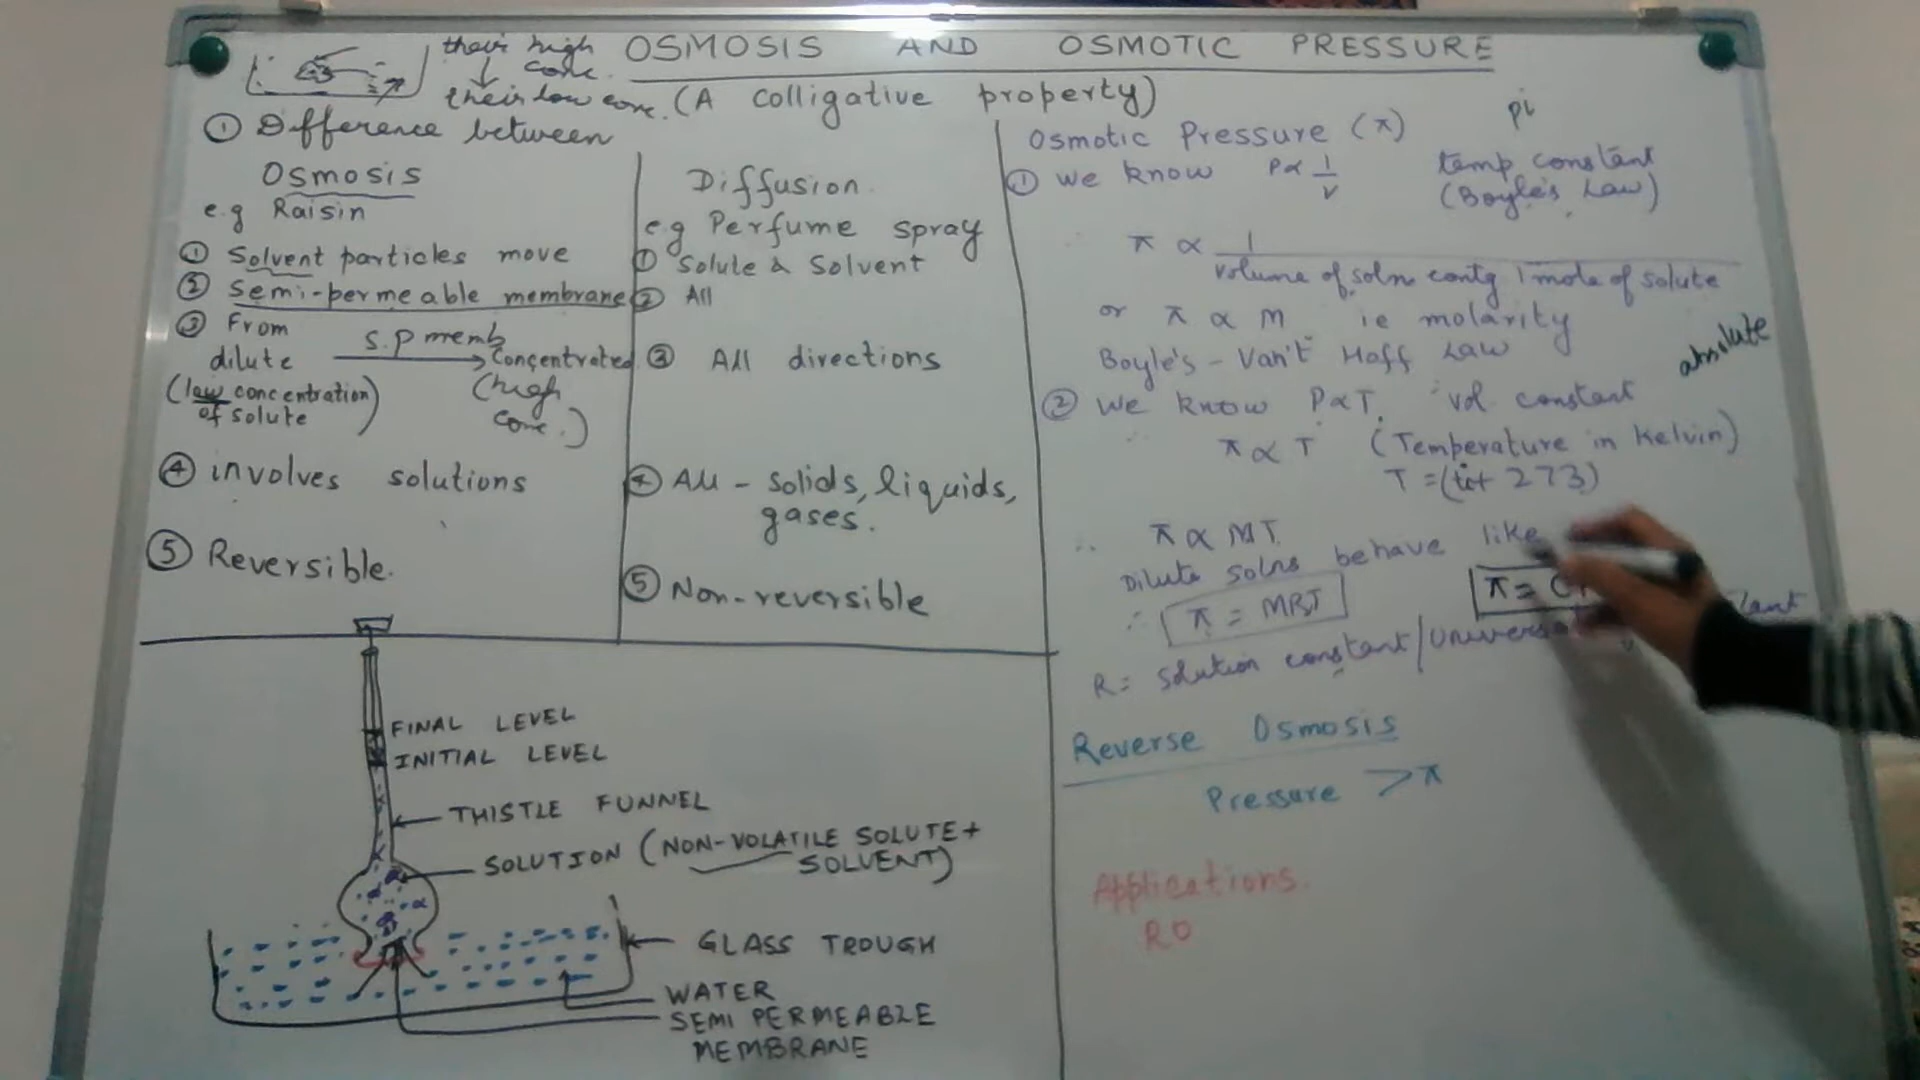 OSMOSIS AND OSMOTIC PRESSURE
(A colligative property)
their high
conc.
their low conc.
① Difference between
Osmosis
e.g Raisin
① Solvent particles move
② Semi-permeable membrane
③ From
dilute
S.P memb
Concentrated
(low concentration
of solute)
(high
conc.)
④ involves solutions
⑤ Reversible.
Diffusion
e.g Perfume spray
① Solute & Solvent
② All
③ All directions
④ All - solids, liquids,
gases.
⑤ Non-reversible
FINAL LEVEL
INITIAL LEVEL
THISTLE FUNNEL
SOLUTION (NON-VOLATILE SOLUTE+
SOLVENT)
GLASS TROUGH
WATER
SEMI PERMEABLE
MEMBRANE
Osmotic Pressure (π)
pi
① We know P∝ 1/V temp constant
(Boyle's Law)
π ∝ 1
volume of soln contg 1 mole of solute
or π ∝ M ie molarity
Boyle's - Van't Hoff Law
absolute
② We know P∝T, vol constant
π ∝ T (Temperature in Kelvin)
T = (t°c+ 273)
∴ π ∝ MT
Dilute solns behave like
∴ π = MRT
π = C
R = solution constant/
Reverse Osmosis
Pressure > π
Applications
RO